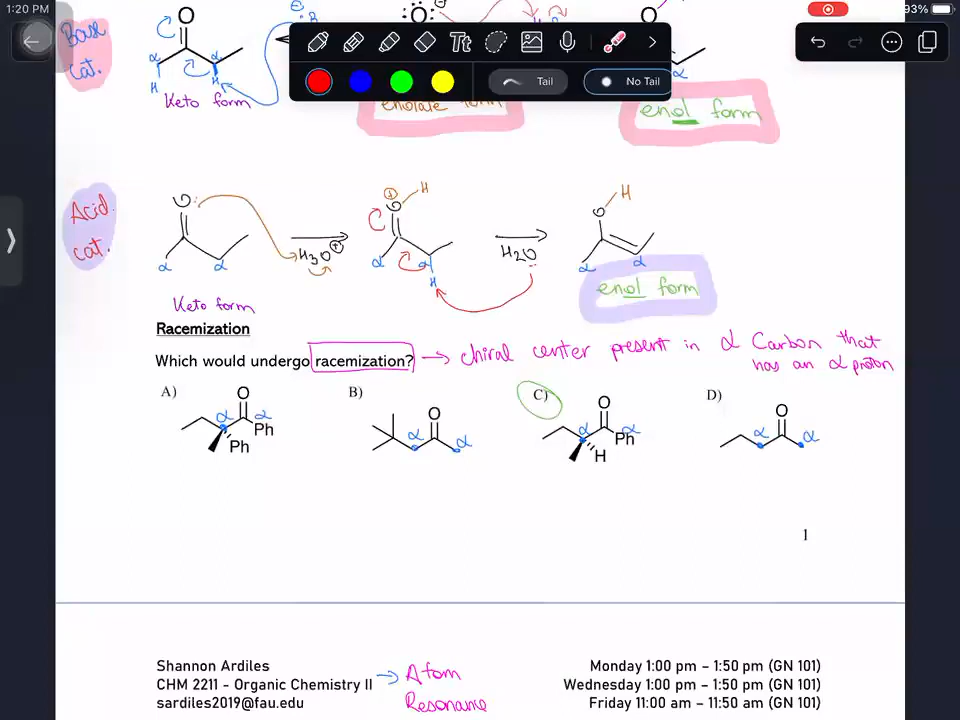 1:20 PM
93%
Base
cat.
O
B
O
α
α
H
H
Keto form
Tt
Tail
No Tail
enolate form
α
enol form
Acid
cat.
O
α
α
Keto form
H3O+
+
O
H
α
α
H
H2O
O
H
α
α
enol form
Racemization
Which would undergo racemization? → chiral center present in α Carbon that
has an α proton
A)
O
α
α
Ph
Ph
B)
O
α
α
C)
O
α
α
Ph
H
D)
O
α
α
1
Shannon Ardiles
CHM 2211 - Organic Chemistry II
sardiles2019@fau.edu
→ Atom
Resonance
Monday 1:00 pm – 1:50 pm (GN 101)
Wednesday 1:00 pm – 1:50 pm (GN 101)
Friday 11:00 am – 11:50 am (GN 101)